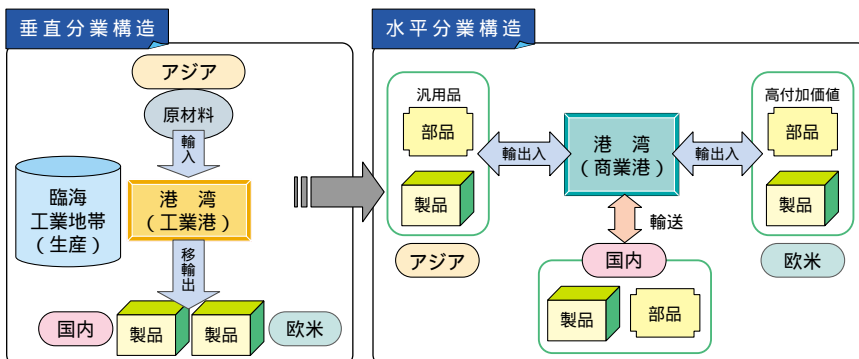 垂直分業構造
アジア
原材料
輸入
臨海
工業地帯
（生産）
港　湾
（工業港）
移輸出
国内
製品
製品
欧米
水平分業構造
汎用品
部品
製品
アジア
輸出入
港　湾
（商業港）
輸出入
高付加価値
部品
製品
欧米
輸送
国内
製品
部品